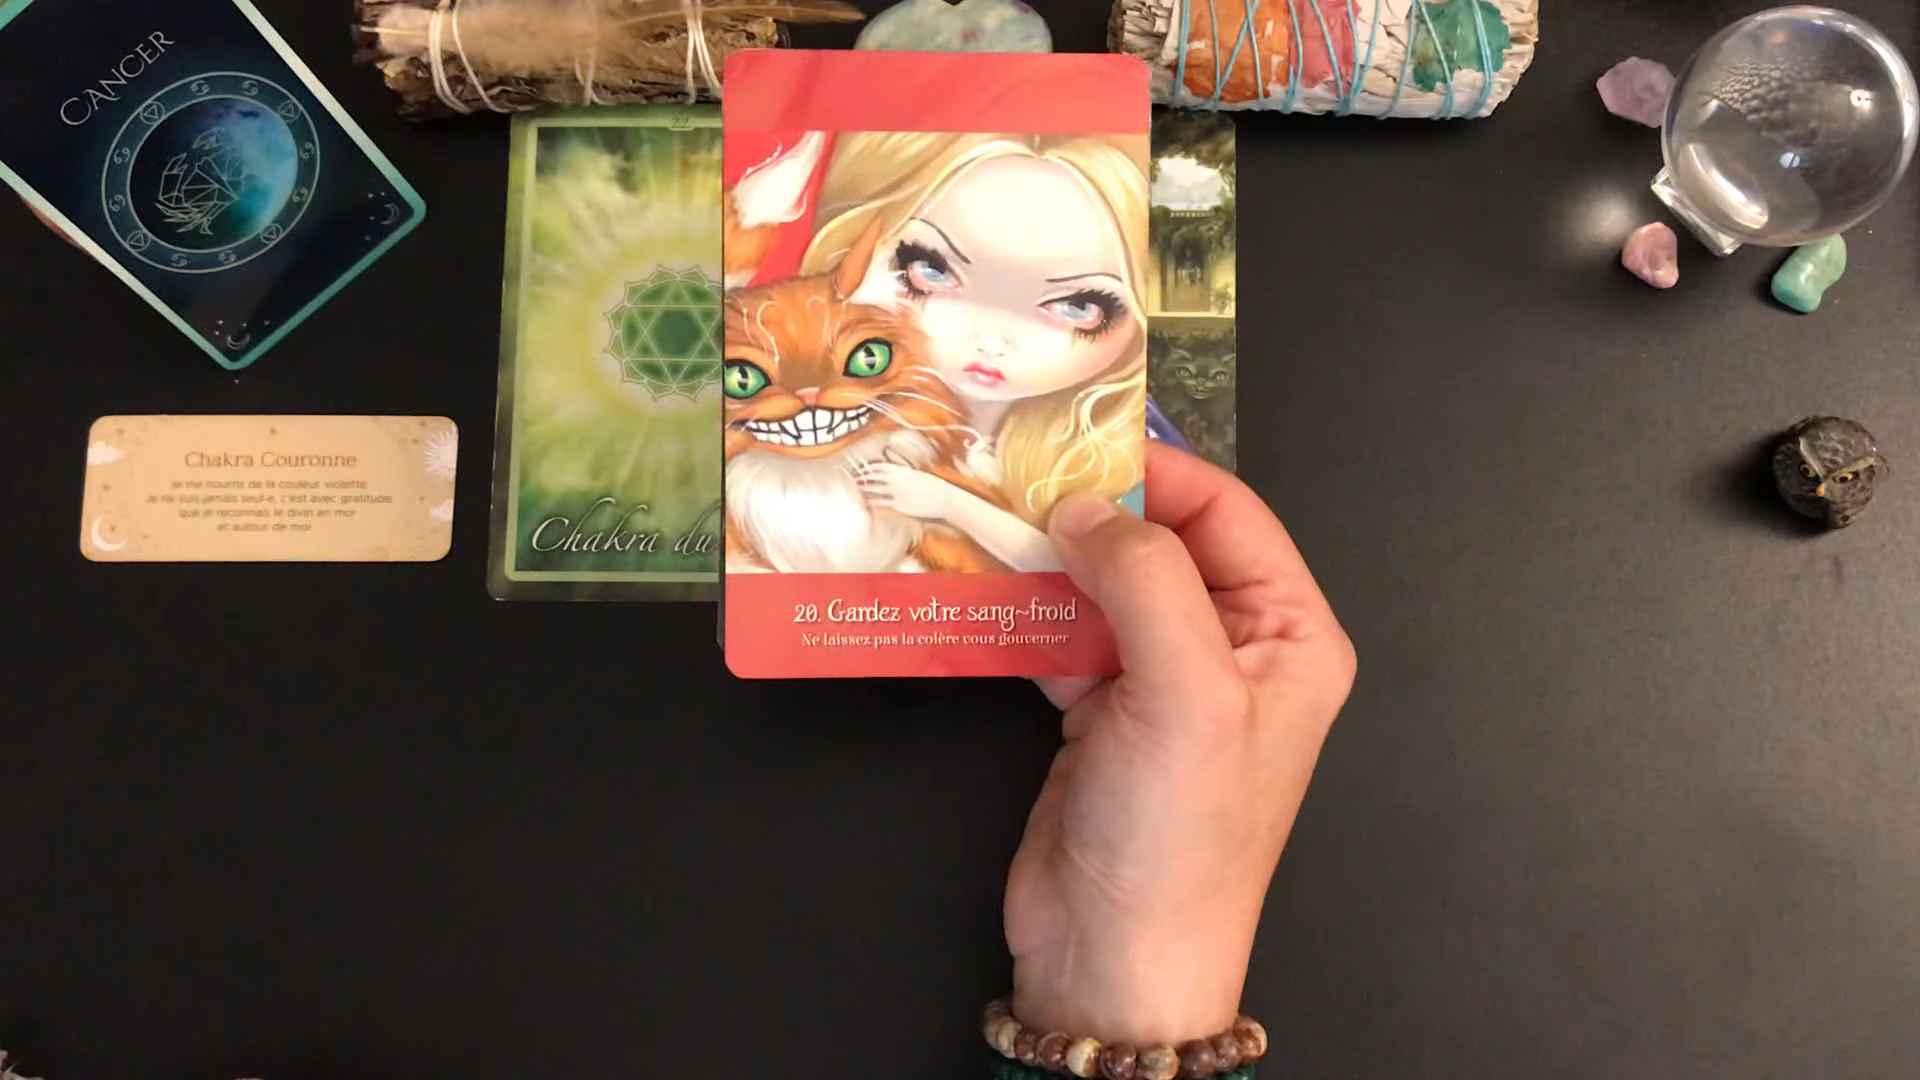 CANCER
22
Chakra Couronne
Je me nourris de la couleur violette,
Je ne suis jamais seul-e, c'est avec gratitude
que je reconnais le divin en moi
et autour de moi
Chakra du
20. Gardez votre sang-froid
Ne laissez pas la colère vous gouverner